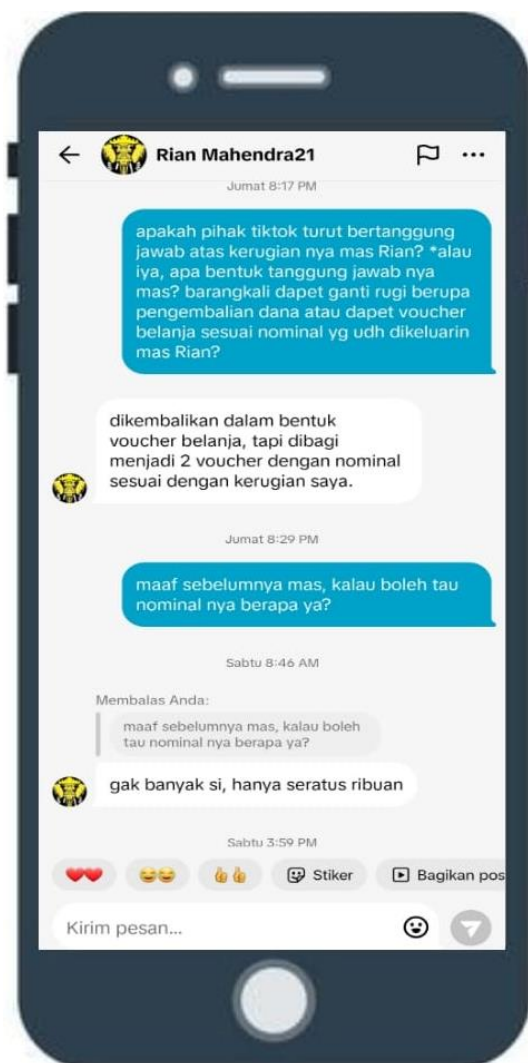 Rian Mahendra21
Jumat 8:17 PM
apakah pihak tiktok turut bertanggung
jawab atas kerugian nya mas Rian? *alau
iya, apa bentuk tanggung jawab nya
mas? barangkali dapet ganti rugi berupa
pengembalian dana atau dapet voucher
belanja sesuai nominal yg udh dikeluarin
mas Rian?
dikembalikan dalam bentuk
voucher belanja, tapi dibagi
menjadi 2 voucher dengan nominal
sesuai dengan kerugian saya.
Jumat 8:29 PM
maaf sebelumnya mas, kalau boleh tau
nominal nya berapa ya?
Sabtu 8:46 AM
Membalas Anda:
maaf sebelumnya mas, kalau boleh
tau nominal nya berapa ya?
gak banyak si, hanya seratus ribuan
Sabtu 3:59 PM
Stiker
Bagikan pos
Kirim pesan...